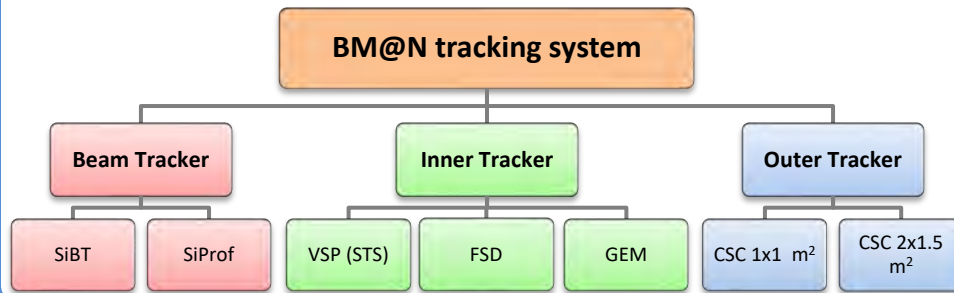 BM@N tracking system
Beam Tracker
Inner Tracker
Outer Tracker
SiBT
SiProf
VSP (STS)
FSD
GEM
CSC 1x1 m²
CSC 2x1.5
m²